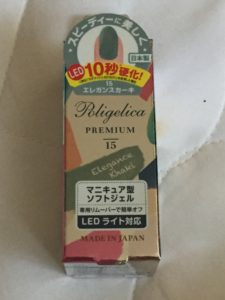 スピーディーに美しく
日本製
LED10秒硬化!
15
エレガンスカーキ
Poligelica
PREMIUM
15
Elegance
Khaki
マニキュア型
ソフトジェル
専用リムーバーで簡単オフ
LEDライト対応
MADE IN JAPAN